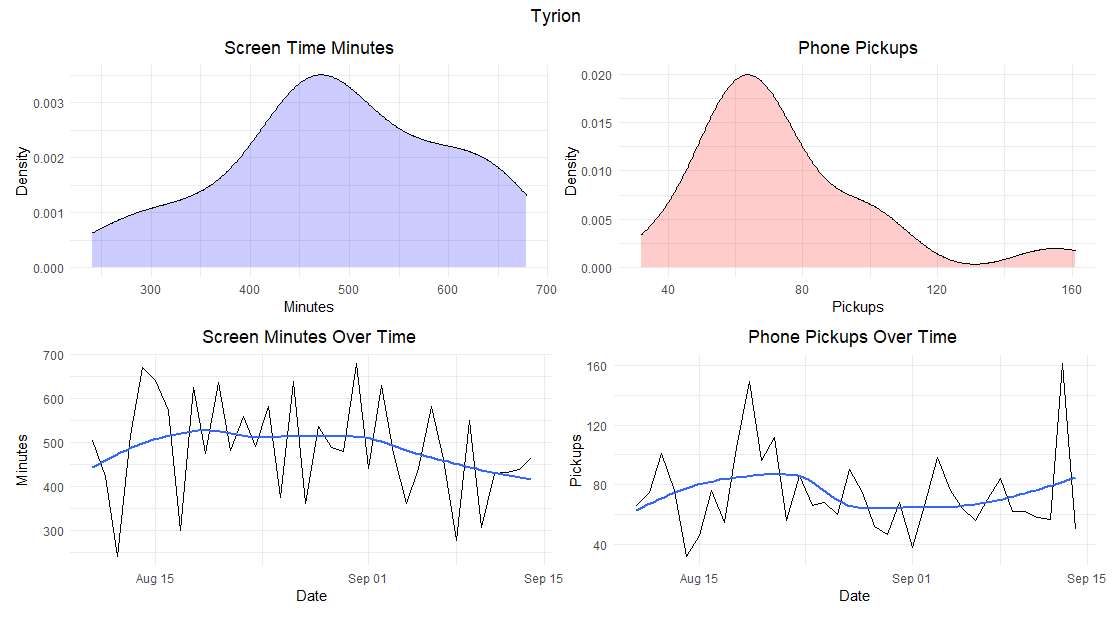 Tyrion
Screen Time Minutes
Density
0.003
0.002
0.001
0.000
300 400 500 600 700
Minutes
Phone Pickups
Density
0.020
0.015
0.010
0.005
0.000
40 80 120 160
Pickups
Screen Minutes Over Time
Minutes
700
600
500
400
300
Aug 15 Sep 01 Sep 15
Date
Phone Pickups Over Time
Pickups
160
120
80
40
Aug 15 Sep 01 Sep 15
Date